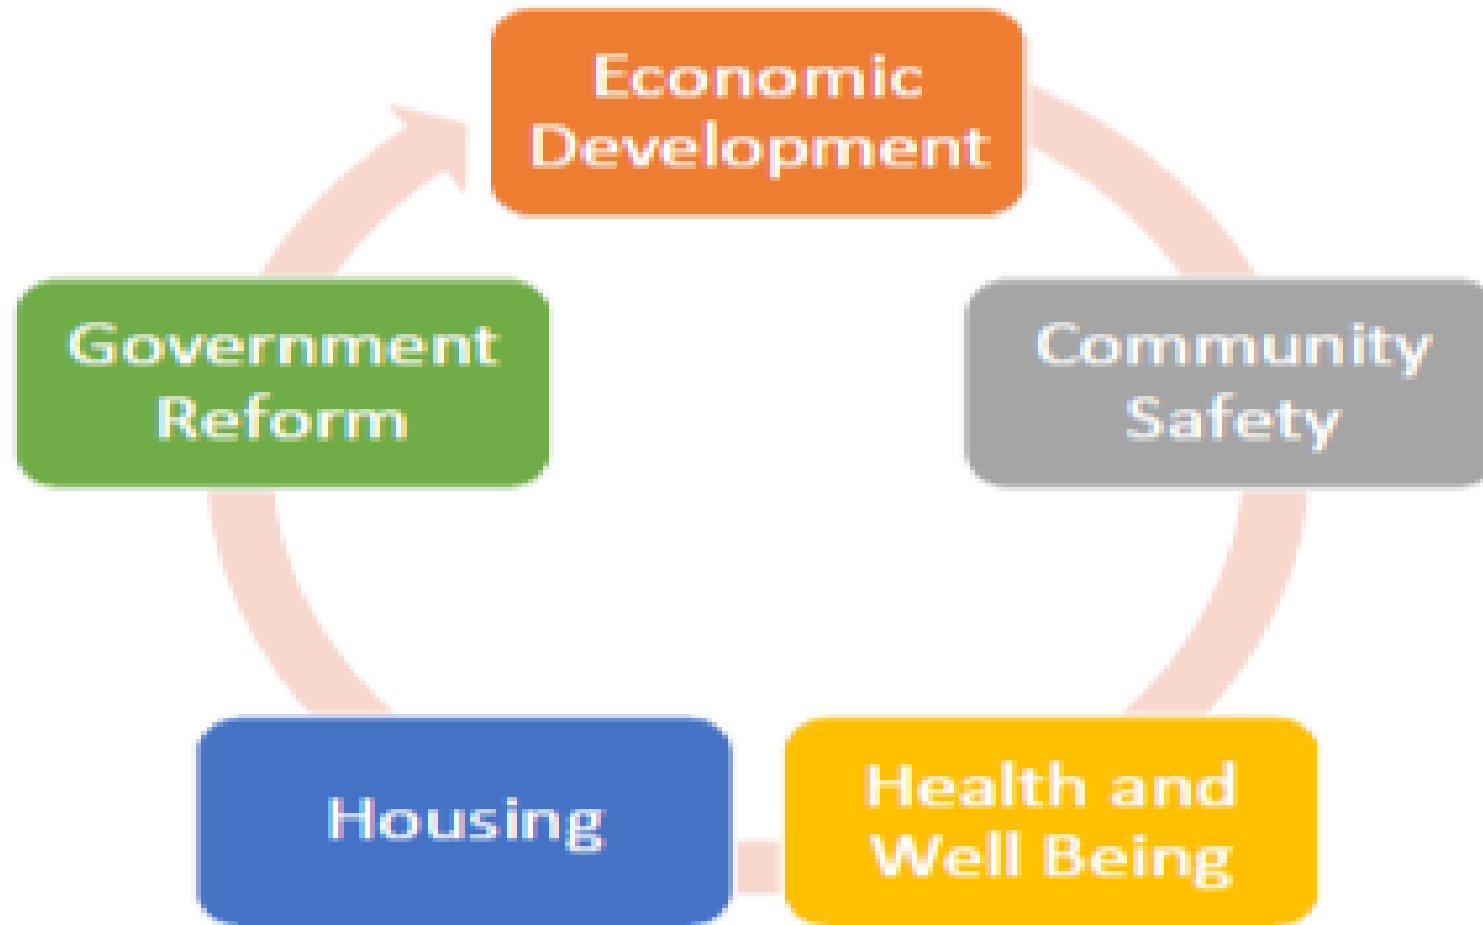 Economic
Development
Community
Safety
Health and
Well Being
Housing
Government
Reform